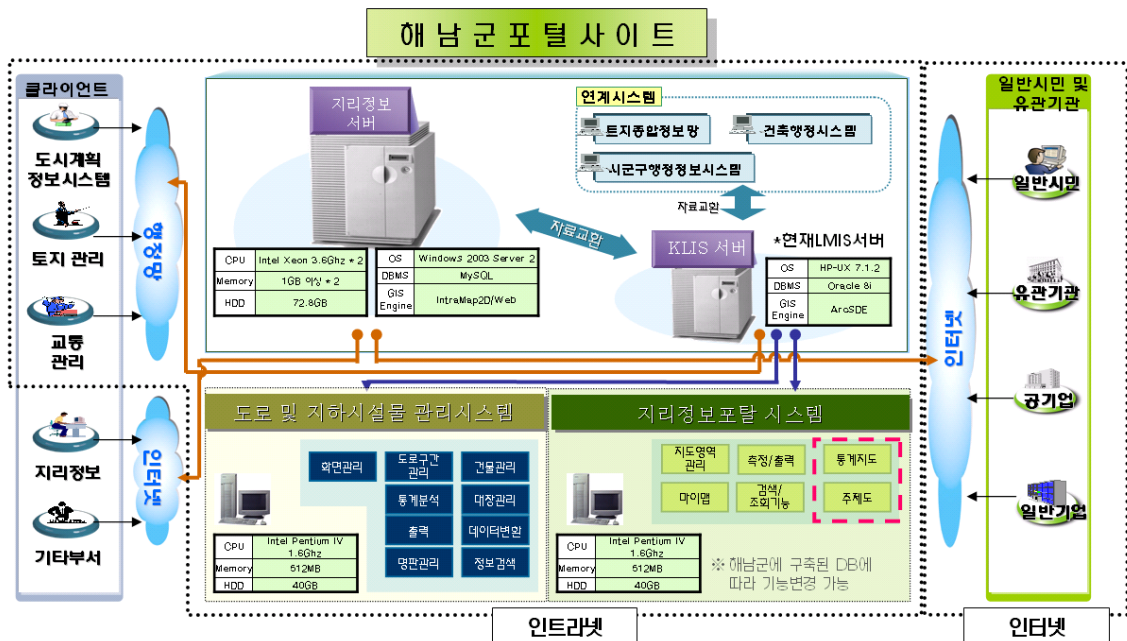 해남군포털사이트
클라이언트
도시계획
정보시스템
토지 관리
교통
관리
지리정보
기타부서
행정망
인터넷
지리정보
서버
CPU Intel Xeon 3.6Ghz * 2
Memory 1GB 이상 * 2
HDD 72.8GB
OS Windows 2003 Server 2
DBMS MySQL
GIS
Engine IntraMap2D/Web
연계시스템
토지종합정보망
건축행정시스템
시군구행정정보시스템
자료교환
자료교환
KLIS 서버
*현재LMIS서버
OS HP-UX 7.1.2
DBMS Oracle 8i
GIS
Engine ArcSDE
도로 및 지하시설물 관리시스템
화면관리
도로구간
관리
건물관리
통계분석
대장관리
출력
데이터변환
명판관리
정보검색
CPU Intel Pentium IV
1.6Ghz
Memory 512MB
HDD 40GB
지리정보포탈 시스템
지도영역
관리
측정/출력
통계지도
마이맵
검색/
조회기능
주제도
CPU Intel Pentium IV
1.6Ghz
Memory 512MB
HDD 40GB
※ 해남군에 구축된 DB에
따라 기능변경 가능
인터넷
일반시민 및
유관기관
일반시민
유관기관
공기업
일반기업
인트라넷
인터넷